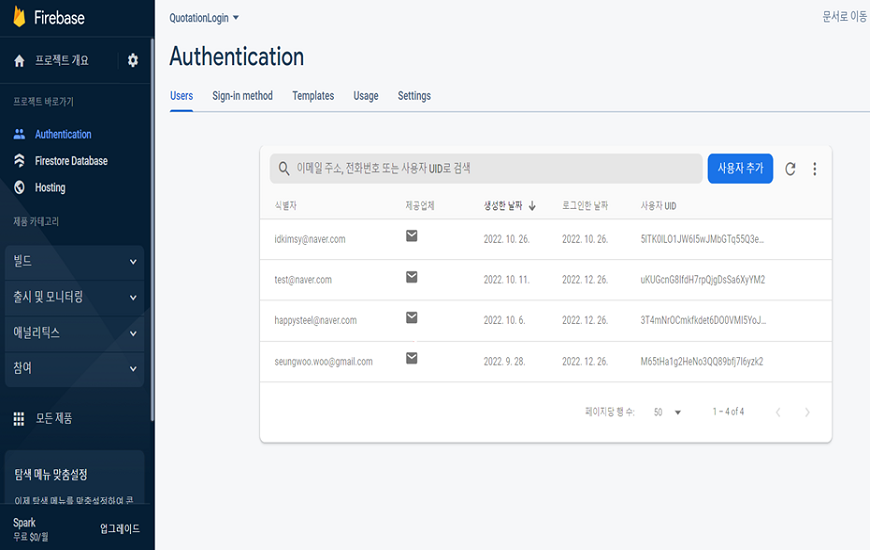 Firebase
프로젝트 개요
프로젝트 바로가기
Authentication
Firestore Database
Hosting
제품 카테고리
빌드
출시 및 모니터링
애널리틱스
참여
모든 제품
탐색 메뉴 맞춤설정
이제 탐색 메뉴를 맞춤설정하여 콘
Spark
무료 $0/월
업그레이드
QuotationLogin
문서로 이동
Authentication
Users Sign-in method Templates Usage Settings
이메일 주소, 전화번호 또는 사용자 UID로 검색
사용자 추가
식별자 제공업체 생성한 날짜 로그인한 날짜 사용자 UID
idkimsy@naver.com 2022. 10. 26. 2022. 10. 26.
test@naver.com 2022. 10. 11. 2022. 12. 26. uKUGcnG8IfdH7rpQjgDsSa6XyYM2
happysteel@naver.com 2022. 10. 6. 2022. 12. 26.
seungwoo.woo@gmail.com 2022. 9. 28. 2022. 12. 26. M65tHa1g2HeNo3QQ89bfj7I6yzk2
페이지당 행 수: 50 1 – 4 of 4